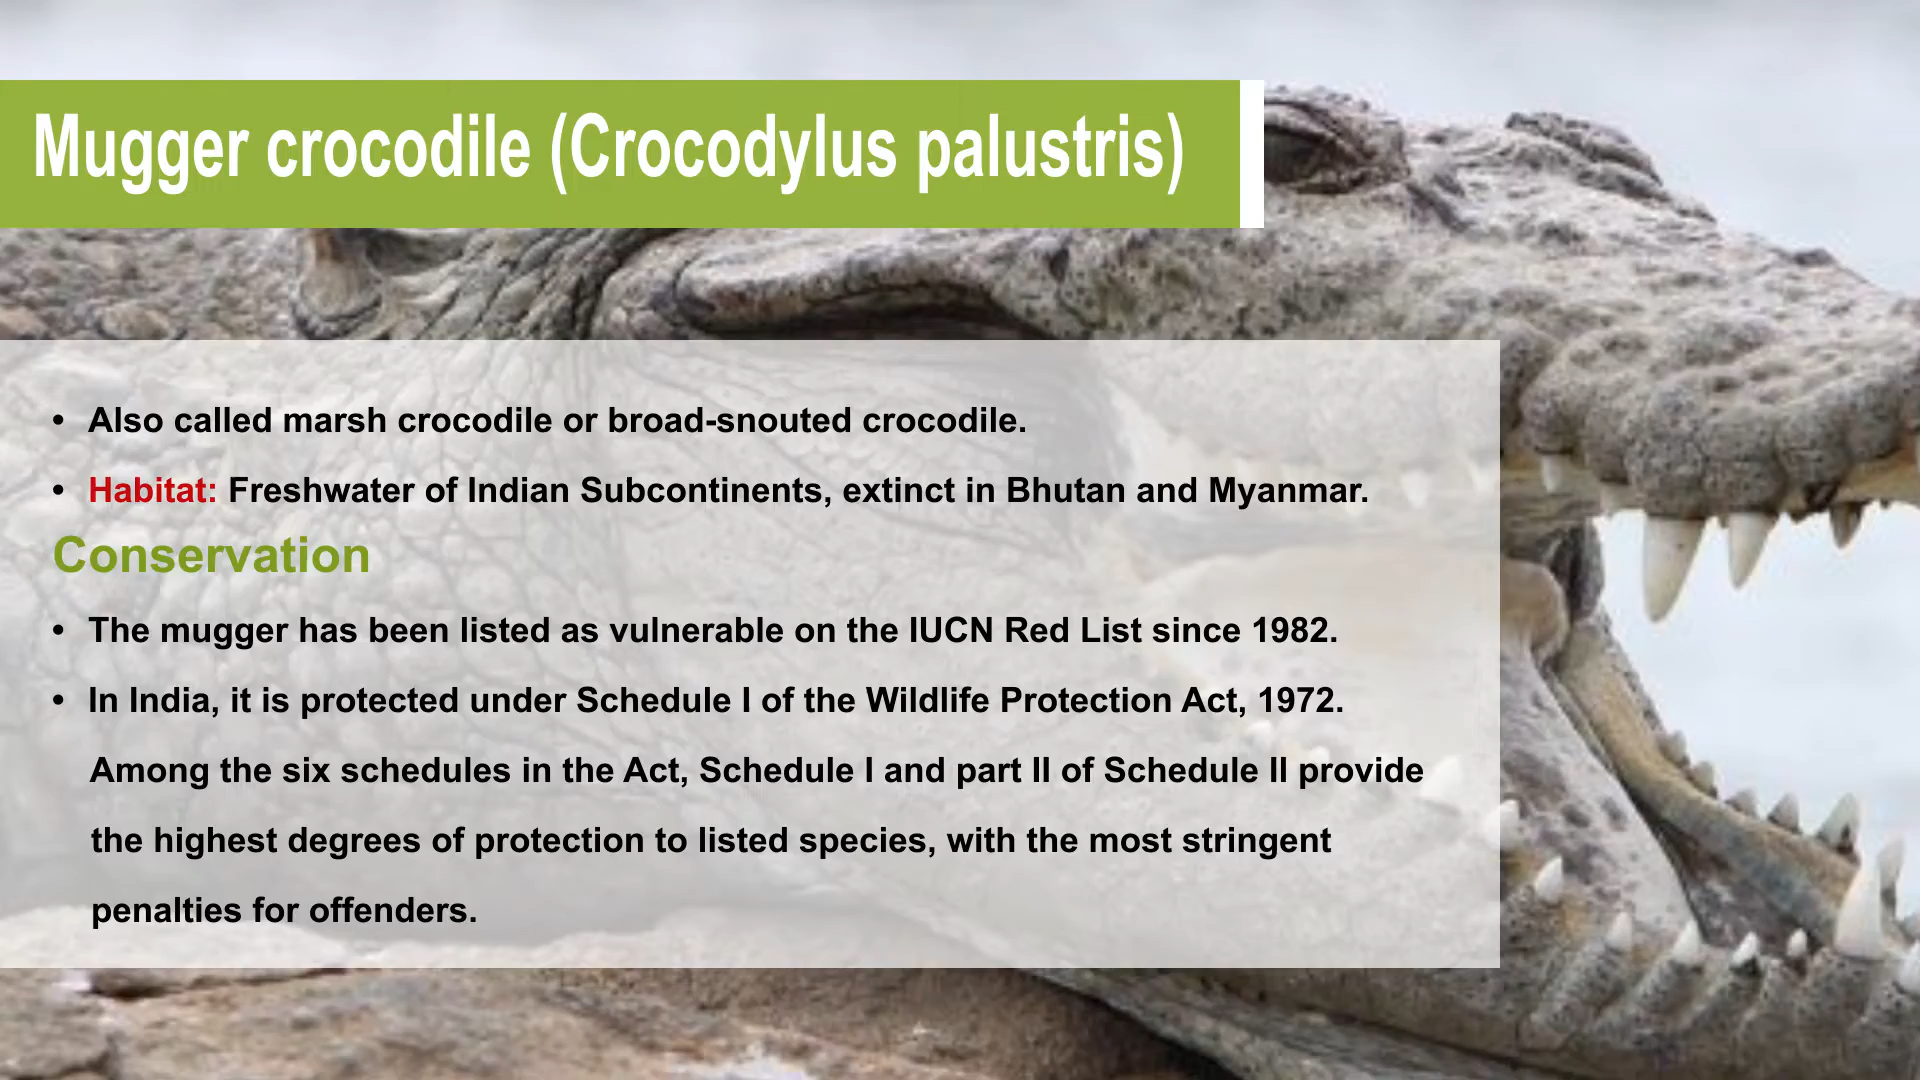 Mugger crocodile (Crocodylus palustris)
• Also called marsh crocodile or broad-snouted crocodile.
• Habitat: Freshwater of Indian Subcontinents, extinct in Bhutan and Myanmar.
Conservation
• The mugger has been listed as vulnerable on the IUCN Red List since 1982.
• In India, it is protected under Schedule I of the Wildlife Protection Act, 1972.
Among the six schedules in the Act, Schedule I and part II of Schedule II provide
the highest degrees of protection to listed species, with the most stringent
penalties for offenders.